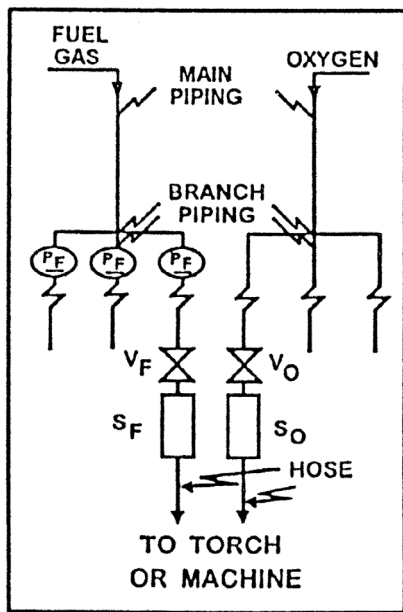 FUEL
GAS
OXYGEN
MAIN
PIPING
BRANCH
PIPING
PF
PF
PF
VF
VO
SF
SO
HOSE
TO TORCH
OR MACHINE